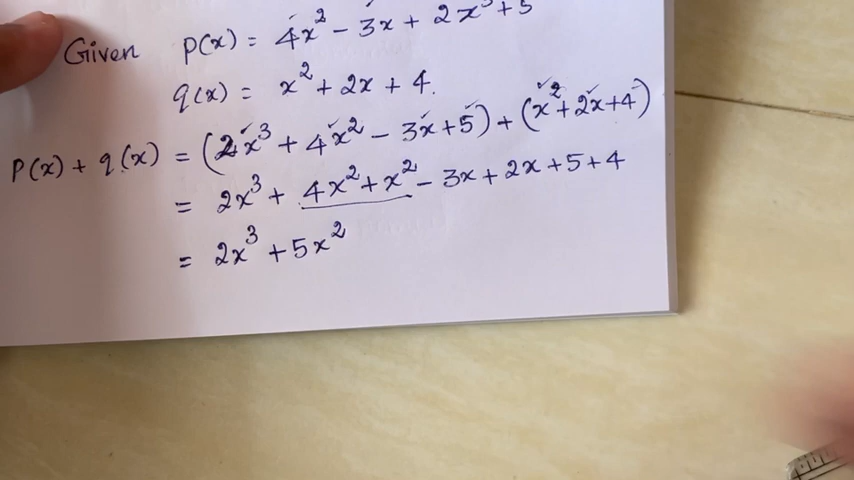 Given p(x) = 4x² - 3x + 2x³ + 5
q(x) = x² + 2x + 4.
p(x) + q(x) = (2x³ + 4x² - 3x + 5) + (x² + 2x + 4)
= 2x³ + 4x² + x² - 3x + 2x + 5 + 4
= 2x³ + 5x²